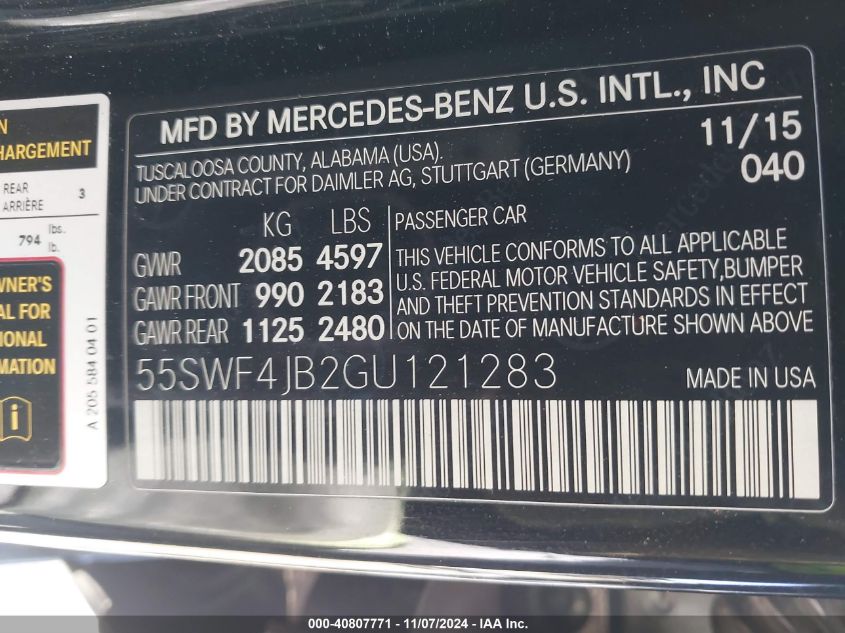 N
HARGEMENT
REAR
ARRIÈRE
3
794 lbs.
lb.
WNER'S
AL FOR
IONAL
MATION
A 205 584 04 01
MFD BY MERCEDES-BENZ U.S. INTL., INC
TUSCALOOSA COUNTY, ALABAMA (USA).
UNDER CONTRACT FOR DAIMLER AG, STUTTGART (GERMANY)
11/15
040
KG LBS
GVWR 2085 4597
GAWR FRONT 990 2183
GAWR REAR 1125 2480
PASSENGER CAR
THIS VEHICLE CONFORMS TO ALL APPLICABLE
U.S. FEDERAL MOTOR VEHICLE SAFETY,BUMPER
AND THEFT PREVENTION STANDARDS IN EFFECT
ON THE DATE OF MANUFACTURE SHOWN ABOVE
55SWF4JB2GU121283
MADE IN USA
000-40807771 - 11/07/2024 - IAA Inc.